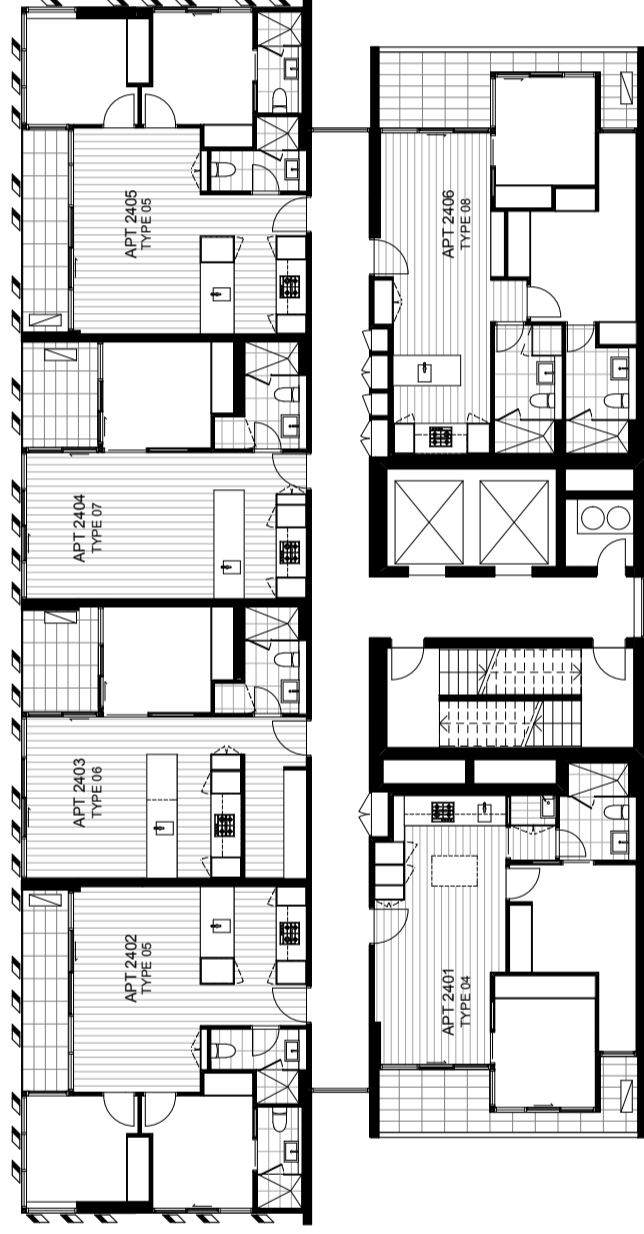 APT 2405
TYPE 05
APT 2406
TYPE 08
APT 2404
TYPE 07
APT 2403
TYPE 06
APT 2402
TYPE 05
APT 2401
TYPE 04